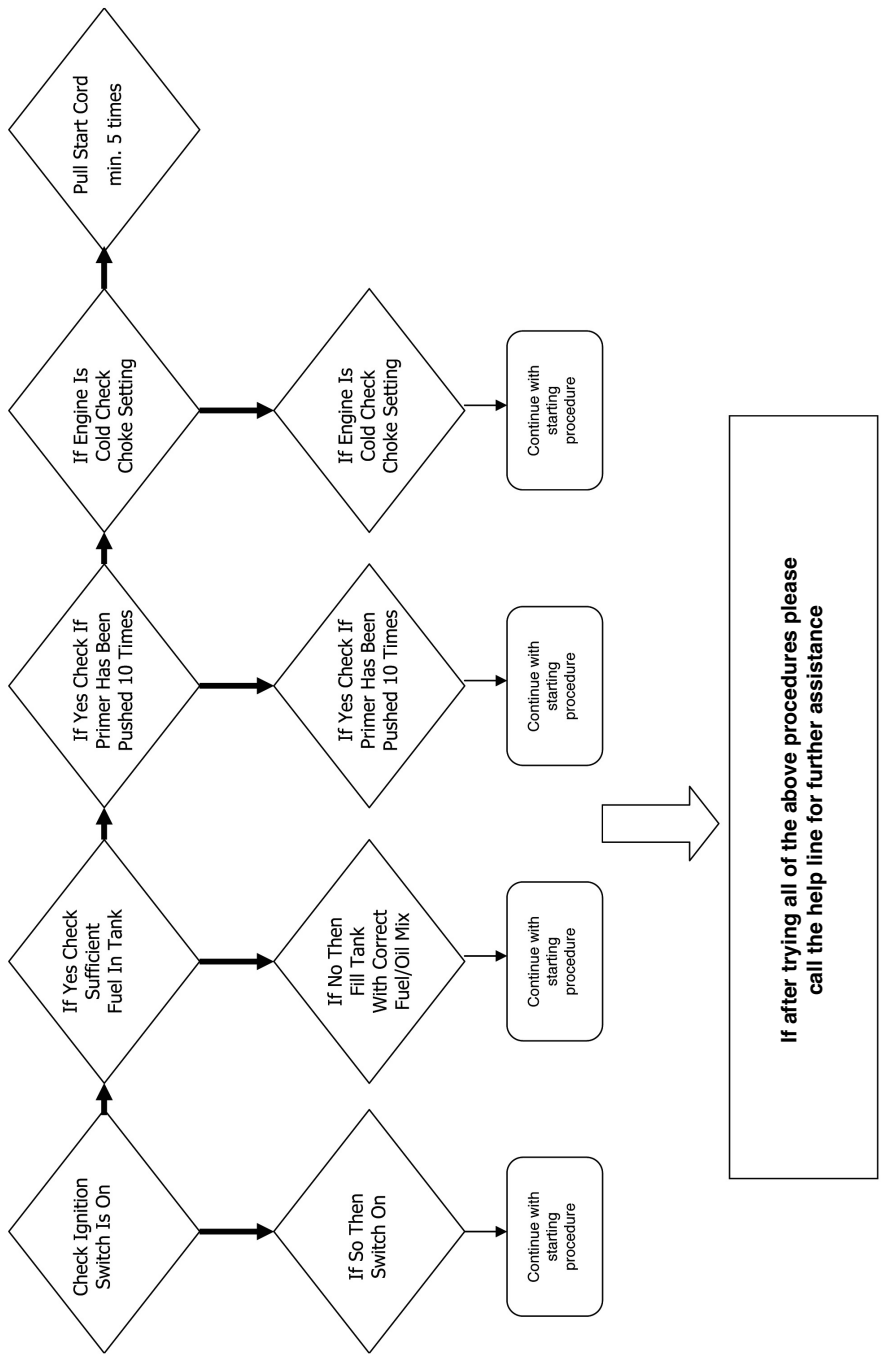 Check Ignition
Switch Is On
If Yes Check
Sufficient
Fuel In Tank
If Yes Check If
Primer Has Been
Pushed 10 Times
If Engine Is
Cold Check
Choke Setting
Pull Start Cord
min. 5 times
If So Then
Switch On
If No Then
Fill Tank
With Correct
Fuel/Oil Mix
If Yes Check If
Primer Has Been
Pushed 10 Times
If Engine Is
Cold Check
Choke Setting
Continue with
starting
procedure
Continue with
starting
procedure
Continue with
starting
procedure
Continue with
starting
procedure
If after trying all of the above procedures please
call the help line for further assistance